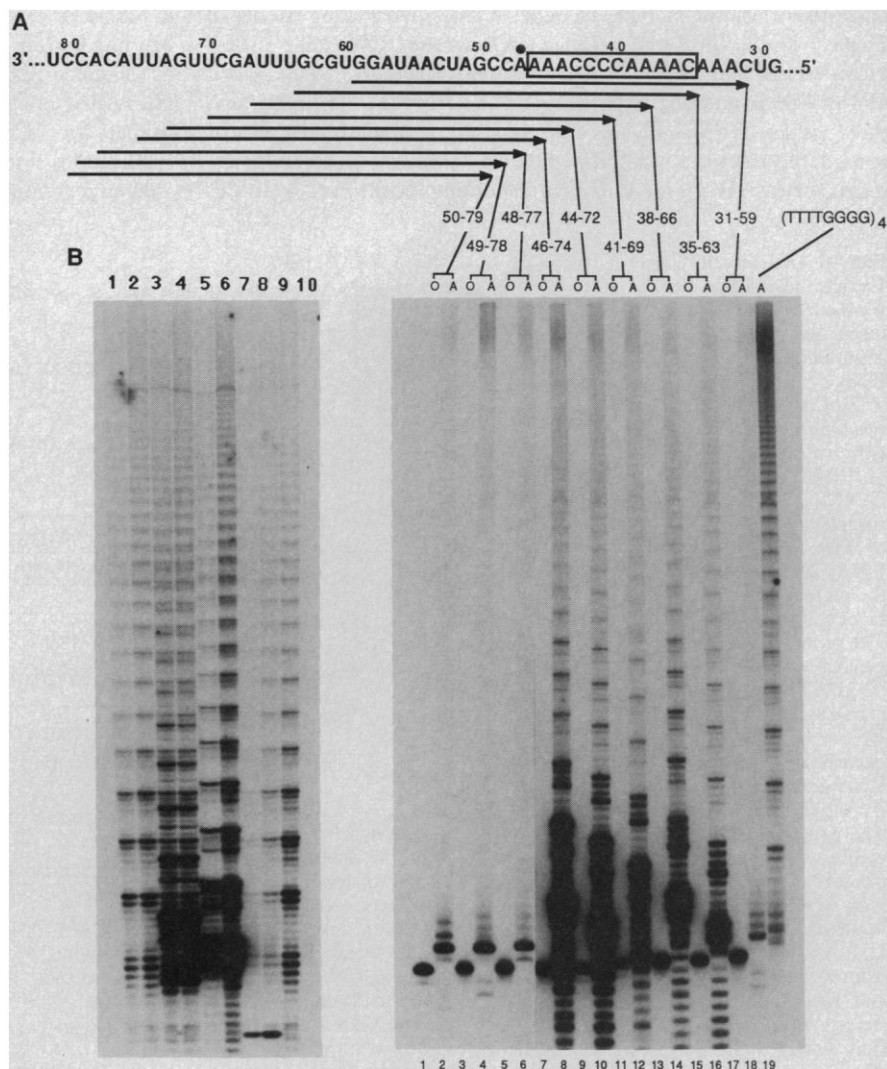 A
80 70 60 50 40 30
3'...UCCACAUUAGUUCGAUUUGCGUGGAUAACUAGCCAAAACCCCAAAACAAACUG...5'
50-79 48-77 44-72 38-66 31-59 (TTTTGGGG)4
49-78 46-74 41-69 35-63
B
1 2 3 4 5 6 7 8 9 10
O A O A O A O A O A O A O A O A O A A
1 2 3 4 5 6 7 8 9 10 11 12 13 14 15 16 17 18 19